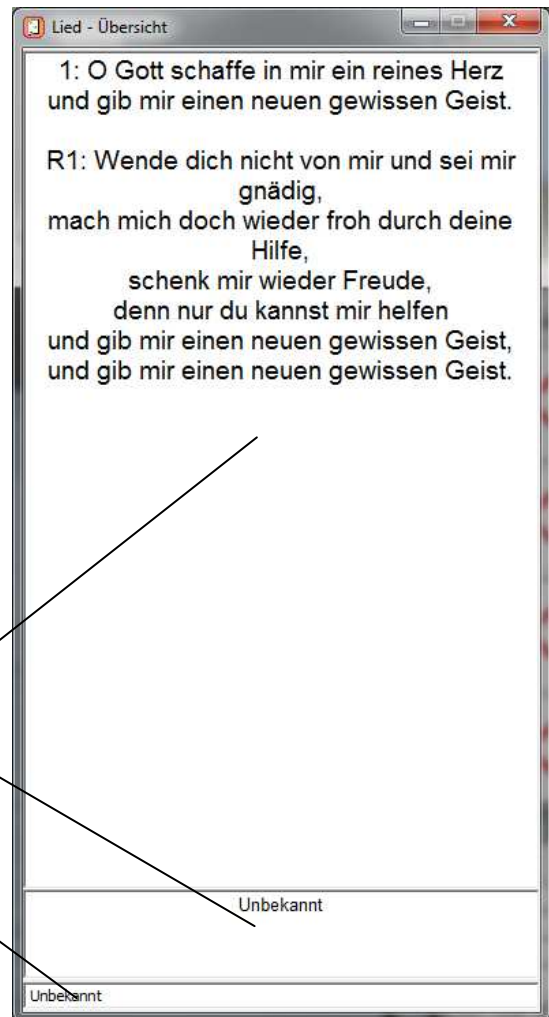 Lied - Übersicht
1: O Gott schaffe in mir ein reines Herz
und gib mir einen neuen gewissen Geist.
R1: Wende dich nicht von mir und sei mir
gnädig,
mach mich doch wieder froh durch deine
Hilfe,
schenk mir wieder Freude,
denn nur du kannst mir helfen
und gib mir einen neuen gewissen Geist,
und gib mir einen neuen gewissen Geist.
Unbekannt
Unbekannt